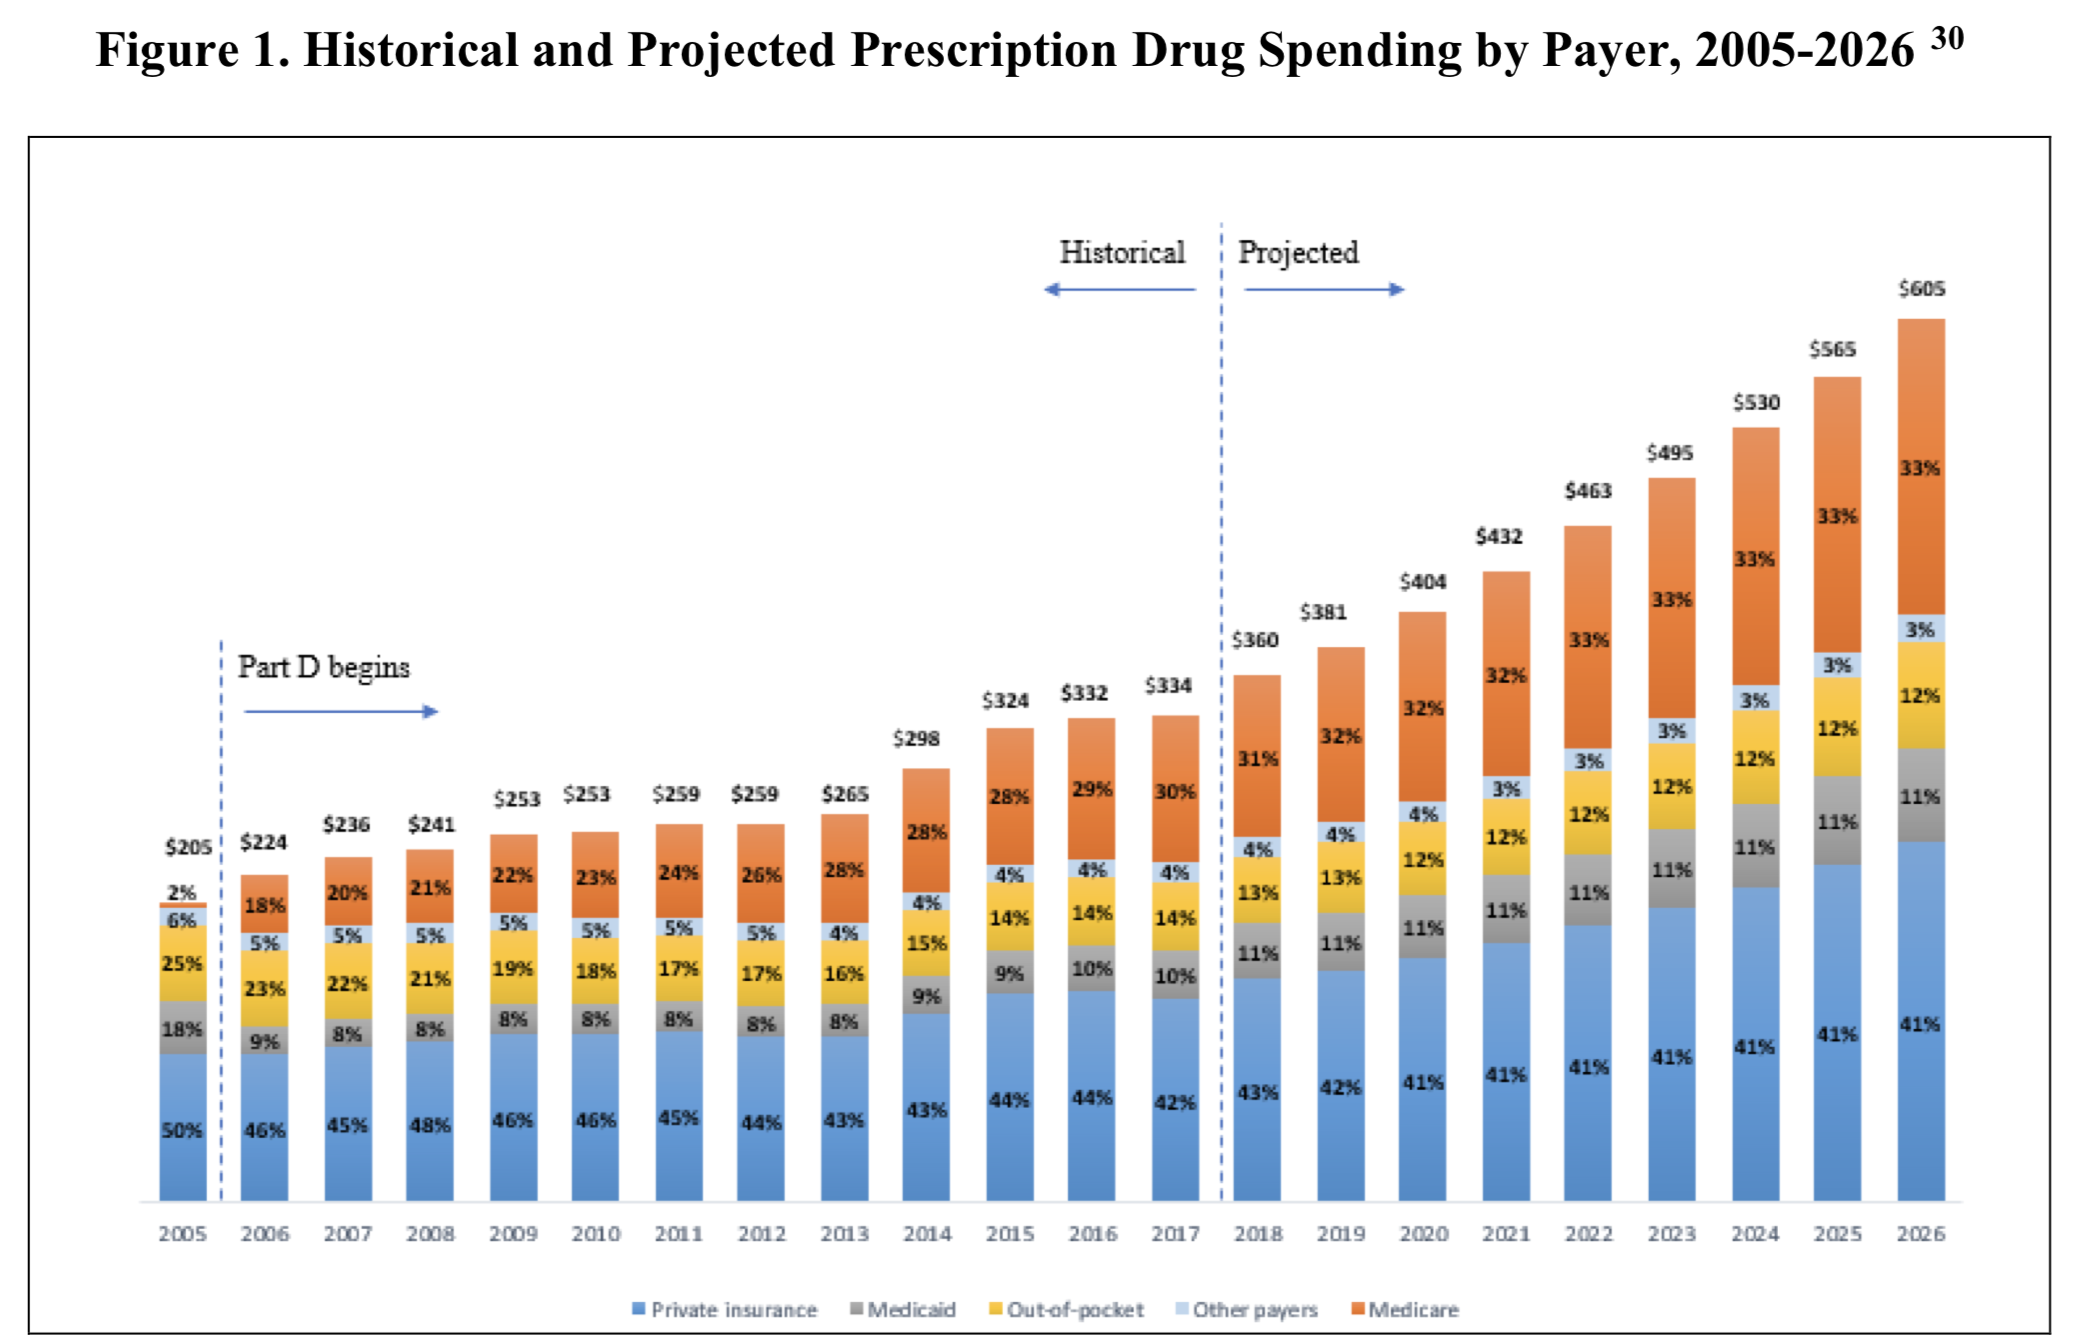 Figure 1. Historical and Projected Prescription Drug Spending by Payer, 2005-2026 30
Historical
Projected
Part D begins
$205 $224 $236 $241 $253 $253 $259 $259 $265 $298 $324 $332 $334 $360 $381 $404 $432 $463 $495 $530 $565 $605
2% 18% 20% 21% 22% 23% 24% 26% 28% 28% 28% 29% 30% 31% 32% 32% 32% 33% 33% 33% 33% 33%
6% 5% 5% 5% 5% 5% 5% 5% 4% 4% 4% 4% 4% 4% 4% 4% 3% 3% 3% 3% 3% 3%
25% 23% 22% 21% 19% 18% 17% 17% 16% 15% 14% 14% 14% 13% 13% 12% 12% 12% 12% 12% 12% 12%
18% 9% 8% 8% 8% 8% 8% 8% 8% 9% 9% 10% 10% 11% 11% 11% 11% 11% 11% 11% 11% 11%
50% 46% 45% 48% 46% 46% 45% 44% 43% 43% 44% 44% 42% 43% 42% 41% 41% 41% 41% 41% 41% 41%
2005 2006 2007 2008 2009 2010 2011 2012 2013 2014 2015 2016 2017 2018 2019 2020 2021 2022 2023 2024 2025 2026
Private insurance Medicaid Out-of-pocket Other payers Medicare